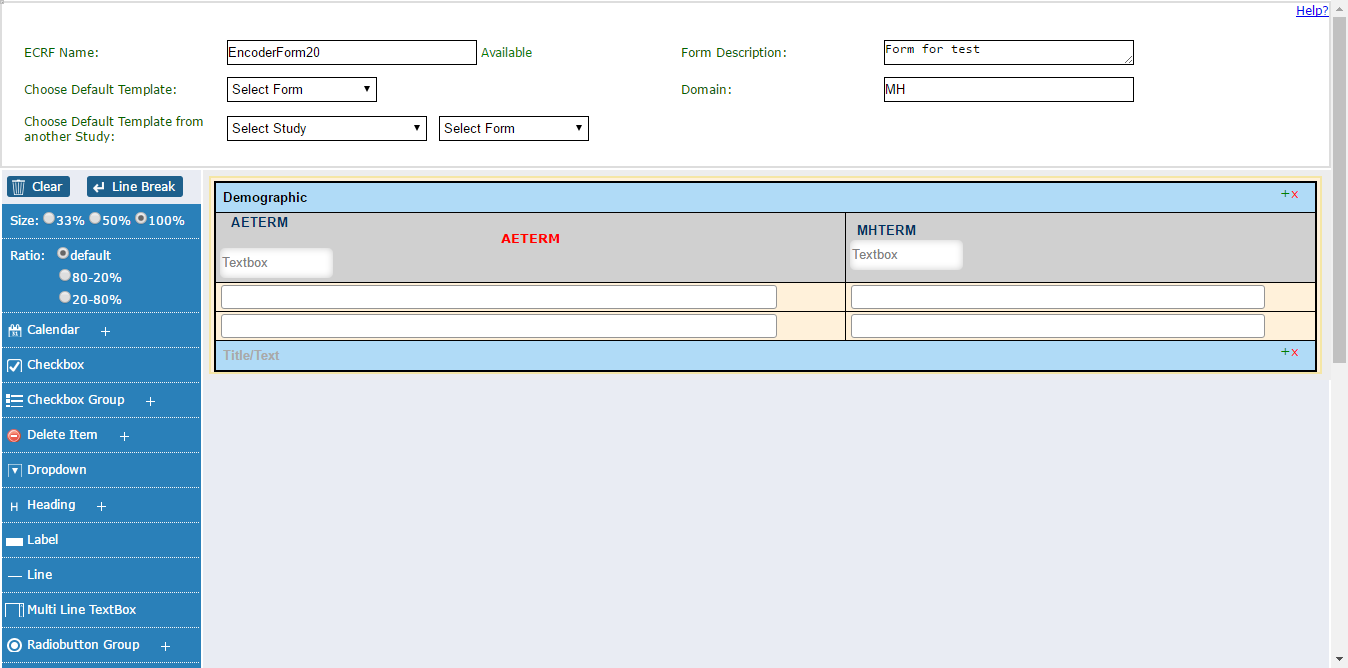 Help?
ECRF Name: EncoderForm20 Available Form Description: Form for test
Choose Default Template: Select Form Domain: MH
Choose Default Template from
another Study: Select Study Select Form
Clear Line Break
Size: 33% 50% 100%
Ratio: default
80-20%
20-80%
Calendar +
Checkbox
Checkbox Group +
Delete Item +
Dropdown
H Heading +
Label
Line
Multi Line TextBox
Radiobutton Group +
Demographic +x
AETERM
AETERM
Textbox
MHTERM
Textbox
Title/Text +x